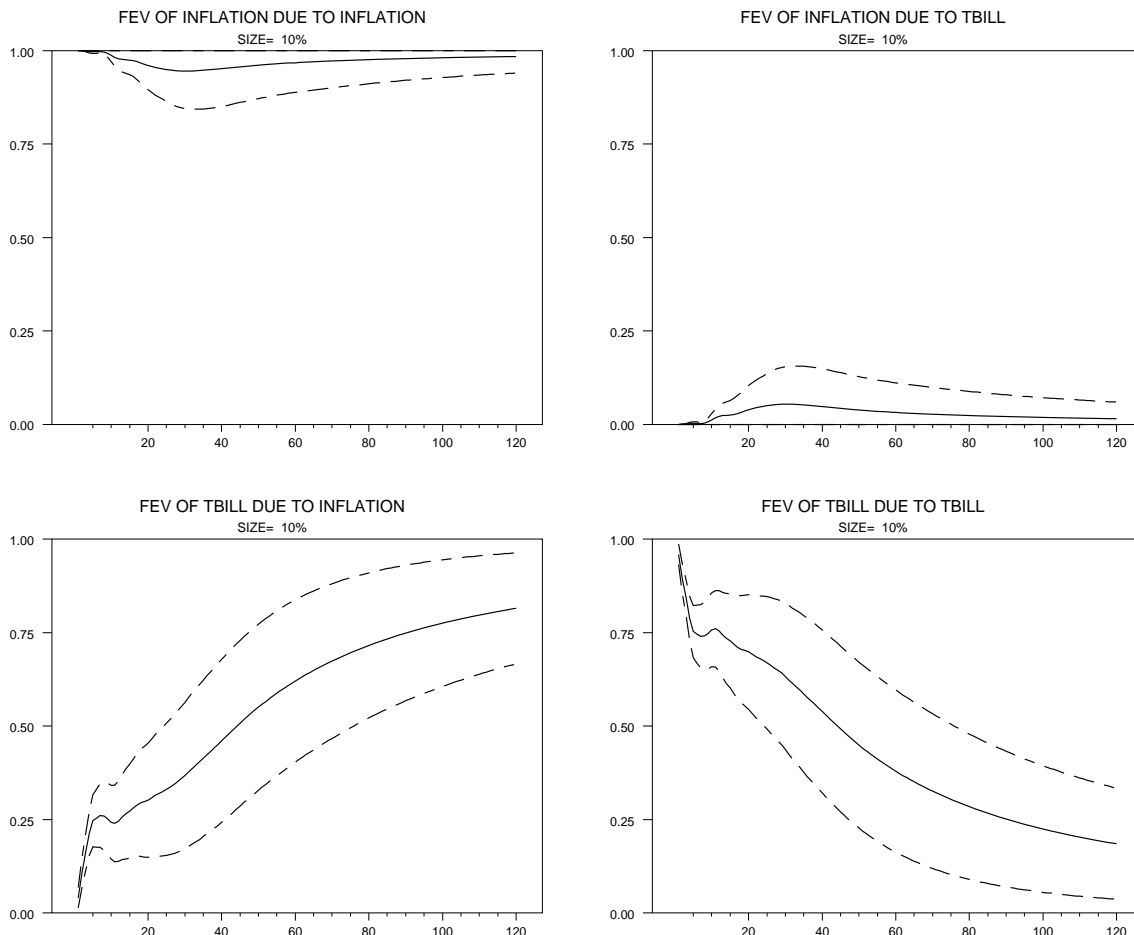 FEV OF INFLATION DUE TO INFLATION
SIZE= 10%
1.00
0.75
0.50
0.25
0.00
20 40 60 80 100 120
FEV OF INFLATION DUE TO TBILL
SIZE= 10%
1.00
0.75
0.50
0.25
0.00
20 40 60 80 100 120
FEV OF TBILL DUE TO INFLATION
SIZE= 10%
1.00
0.75
0.50
0.25
0.00
20 40 60 80 100 120
FEV OF TBILL DUE TO TBILL
SIZE= 10%
1.00
0.75
0.50
0.25
0.00
20 40 60 80 100 120